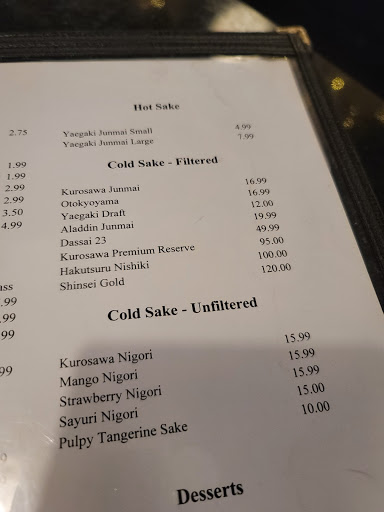 2.75
1.99
1.99
2.99
2.99
3.50
4.99
ass
.99
.99
99
99
Hot Sake
Yaegaki Junmai Small 4.99
Yaegaki Junmai Large 7.99
Cold Sake - Filtered
Kurosawa Junmai 16.99
Otokyoyama 16.99
Yaegaki Draft 12.00
Aladdin Junmai 19.99
Dassai 23 49.99
Kurosawa Premium Reserve 95.00
Hakutsuru Nishiki 100.00
Shinsei Gold 120.00
Cold Sake - Unfiltered
Kurosawa Nigori 15.99
Mango Nigori 15.99
Strawberry Nigori 15.99
Sayuri Nigori 15.00
Pulpy Tangerine Sake 10.00
Desserts